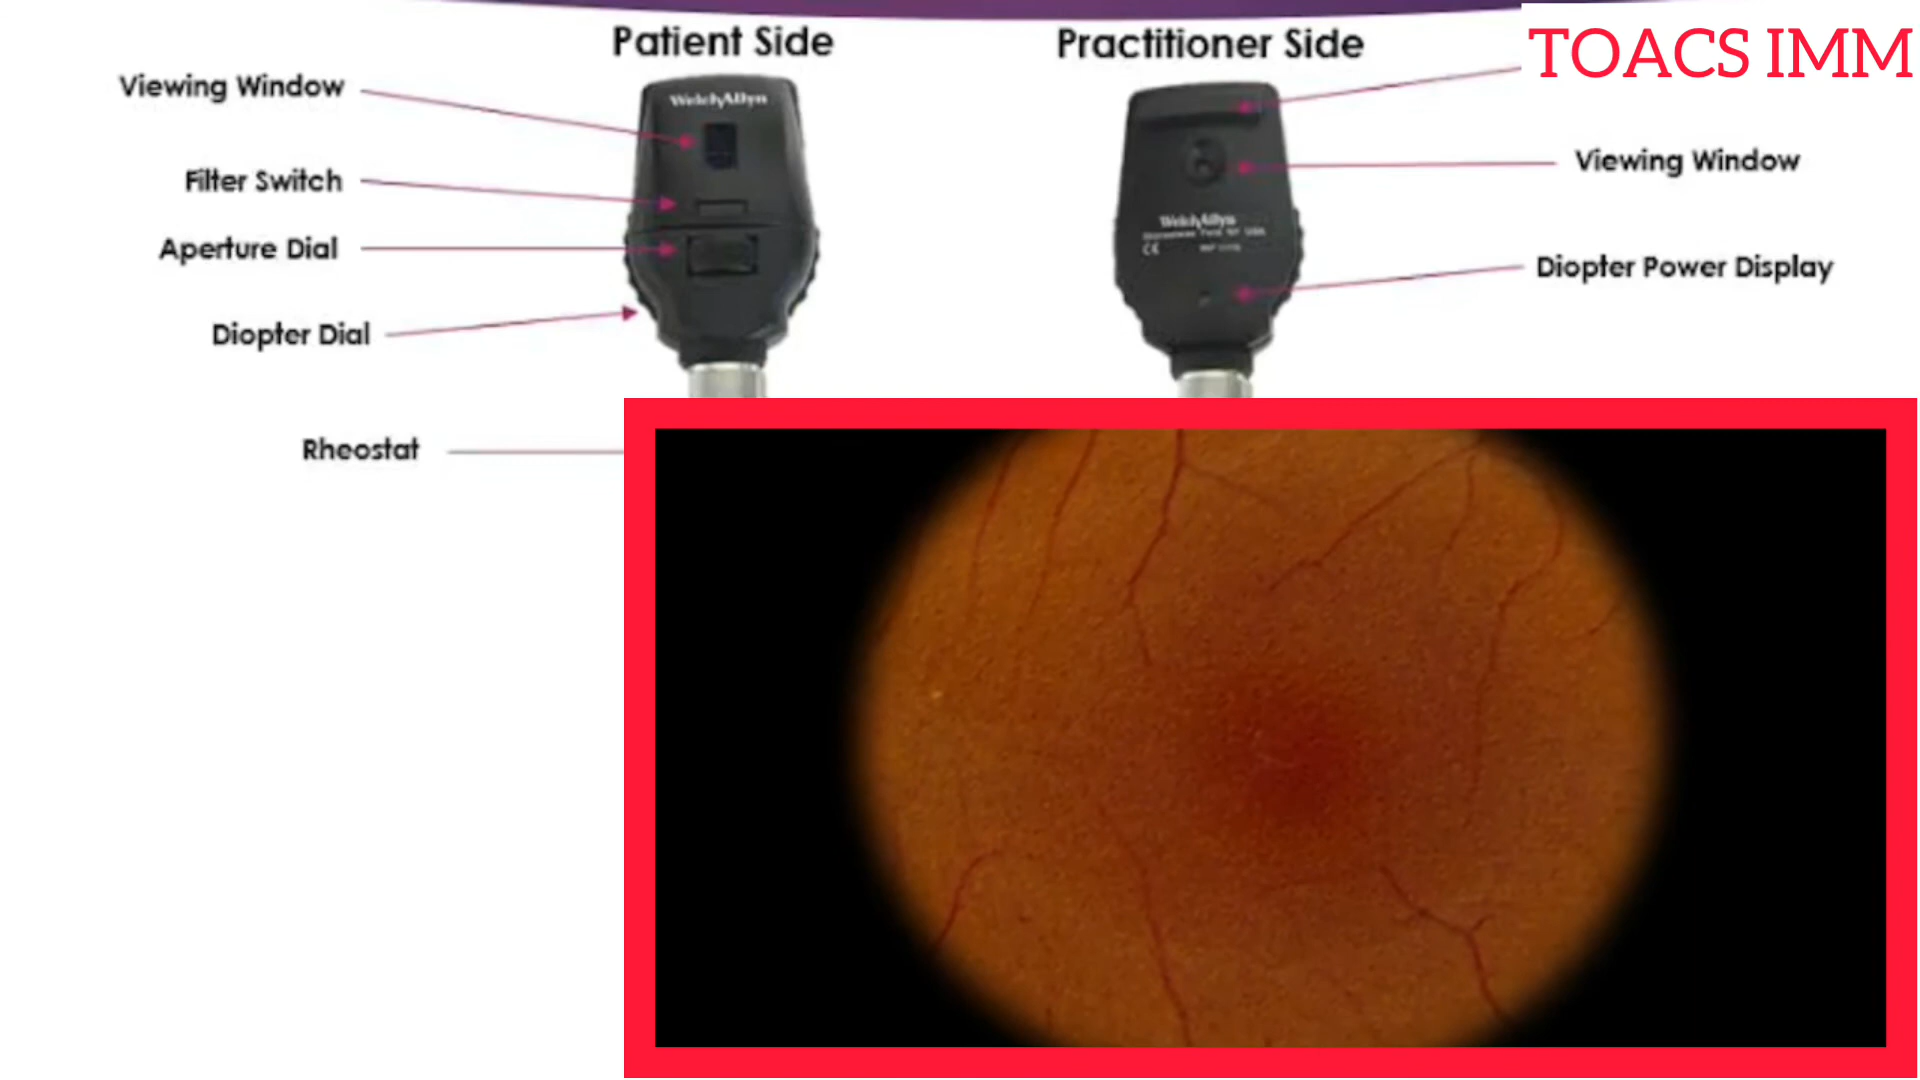 Patient Side
Practitioner Side
TOACS IMM
Viewing Window
WelchAllyn
Viewing Window
Filter Switch
WelchAllyn
Aperture Dial
CE
Diopter Power Display
Diopter Dial
Rheostat